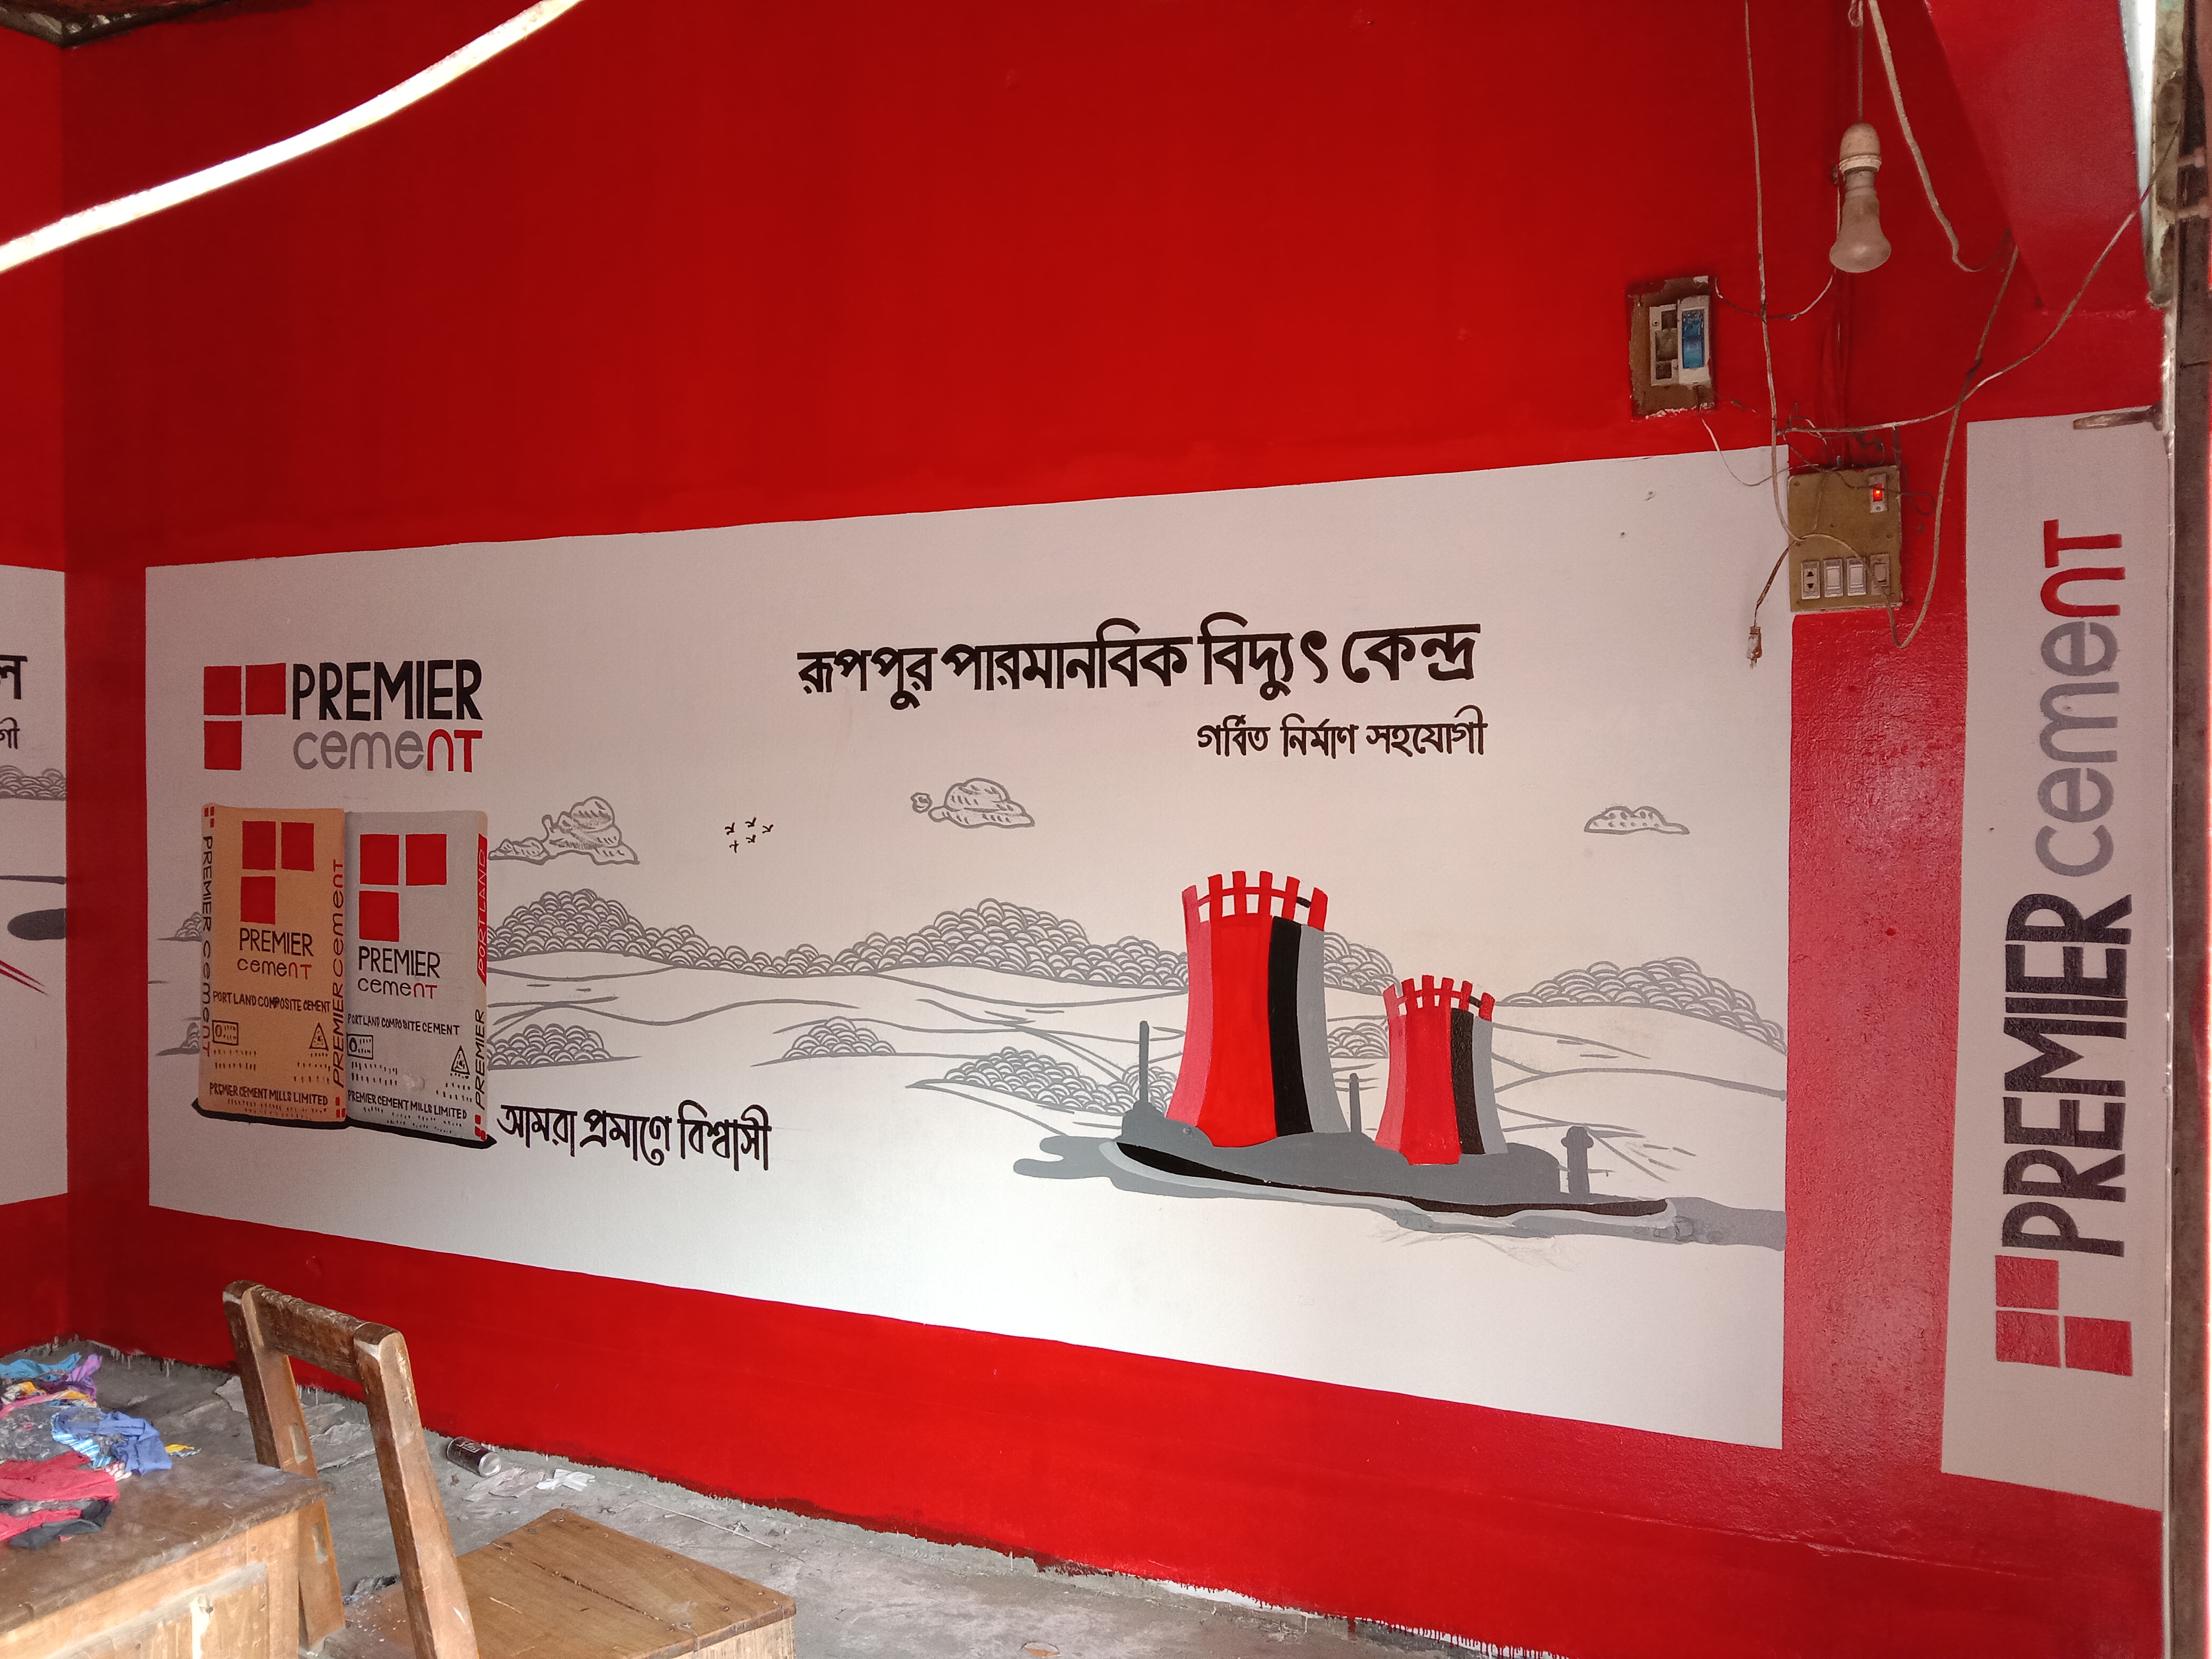 ল
গী
PREMIER
cement
রূপপুর পারমানবিক বিদ্যুৎ কেন্দ্র
গর্বিত নির্মাণ সহযোগী
PREMIER cement
PREMIER
cement
PORTLAND COMPOSITE CEMENT
PREMIER CEMENT MILLS LIMITED
PREMIER cement
PREMIER
cement
PORTLAND COMPOSITE CEMENT
PREMIER CEMENT MILLS LIMITED
PREMIER PORTLAND
আমরা প্রমাণে বিশ্বাসী
PREMIER cement